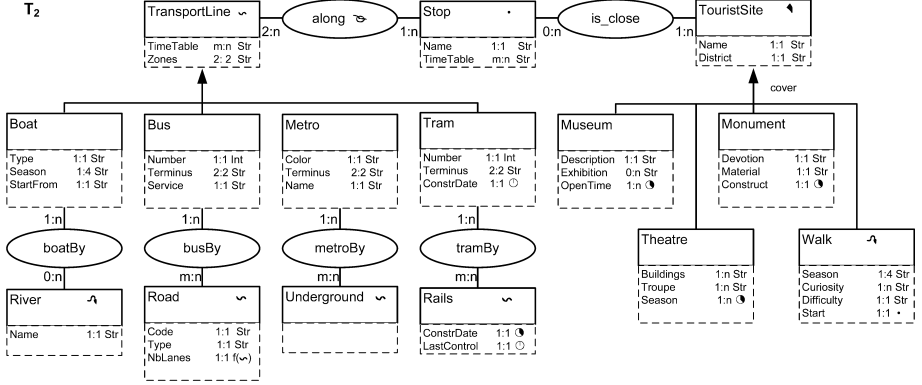 T2
TransportLine
TimeTable m:n Str
Zones 2: 2 Str
2:n
along
1:n
Stop
Name 1:1 Str
TimeTable m:n Str
0:n
is_close
1:n
TouristSite
Name 1:1 Str
District 1:1 Str
cover
Boat
Type 1:1 Str
Season 1:4 Str
StartFrom 1:1 Str
Bus
Number 1:1 Int
Terminus 2:2 Str
Service 1:1 Str
Metro
Color 1:1 Str
Terminus 2:2 Str
Name 1:1 Str
Tram
Number 1:1 Int
Terminus 2:2 Str
ConstrDate 1:1
Museum
Description 1:1 Str
Exhibition 0:n Str
OpenTime 1:n
Monument
Devotion 1:1 Str
Material 1:1 Str
Construct 1:1
1:n
boatBy
0:n
1:n
busBy
m:n
1:n
metroBy
m:n
1:n
tramBy
m:n
Theatre
Buildings 1:n Str
Troupe 1:n Str
Season 1:n
Walk
Season 1:4 Str
Curiosity 1:n Str
Difficulty 1:1 Str
Start 1:1
River
Name 1:1 Str
Road
Code 1:1 Str
Type 1:1 Str
NbLanes 1:1 f(~)
Underground
Rails
ConstrDate 1:1
LastControl 1:1